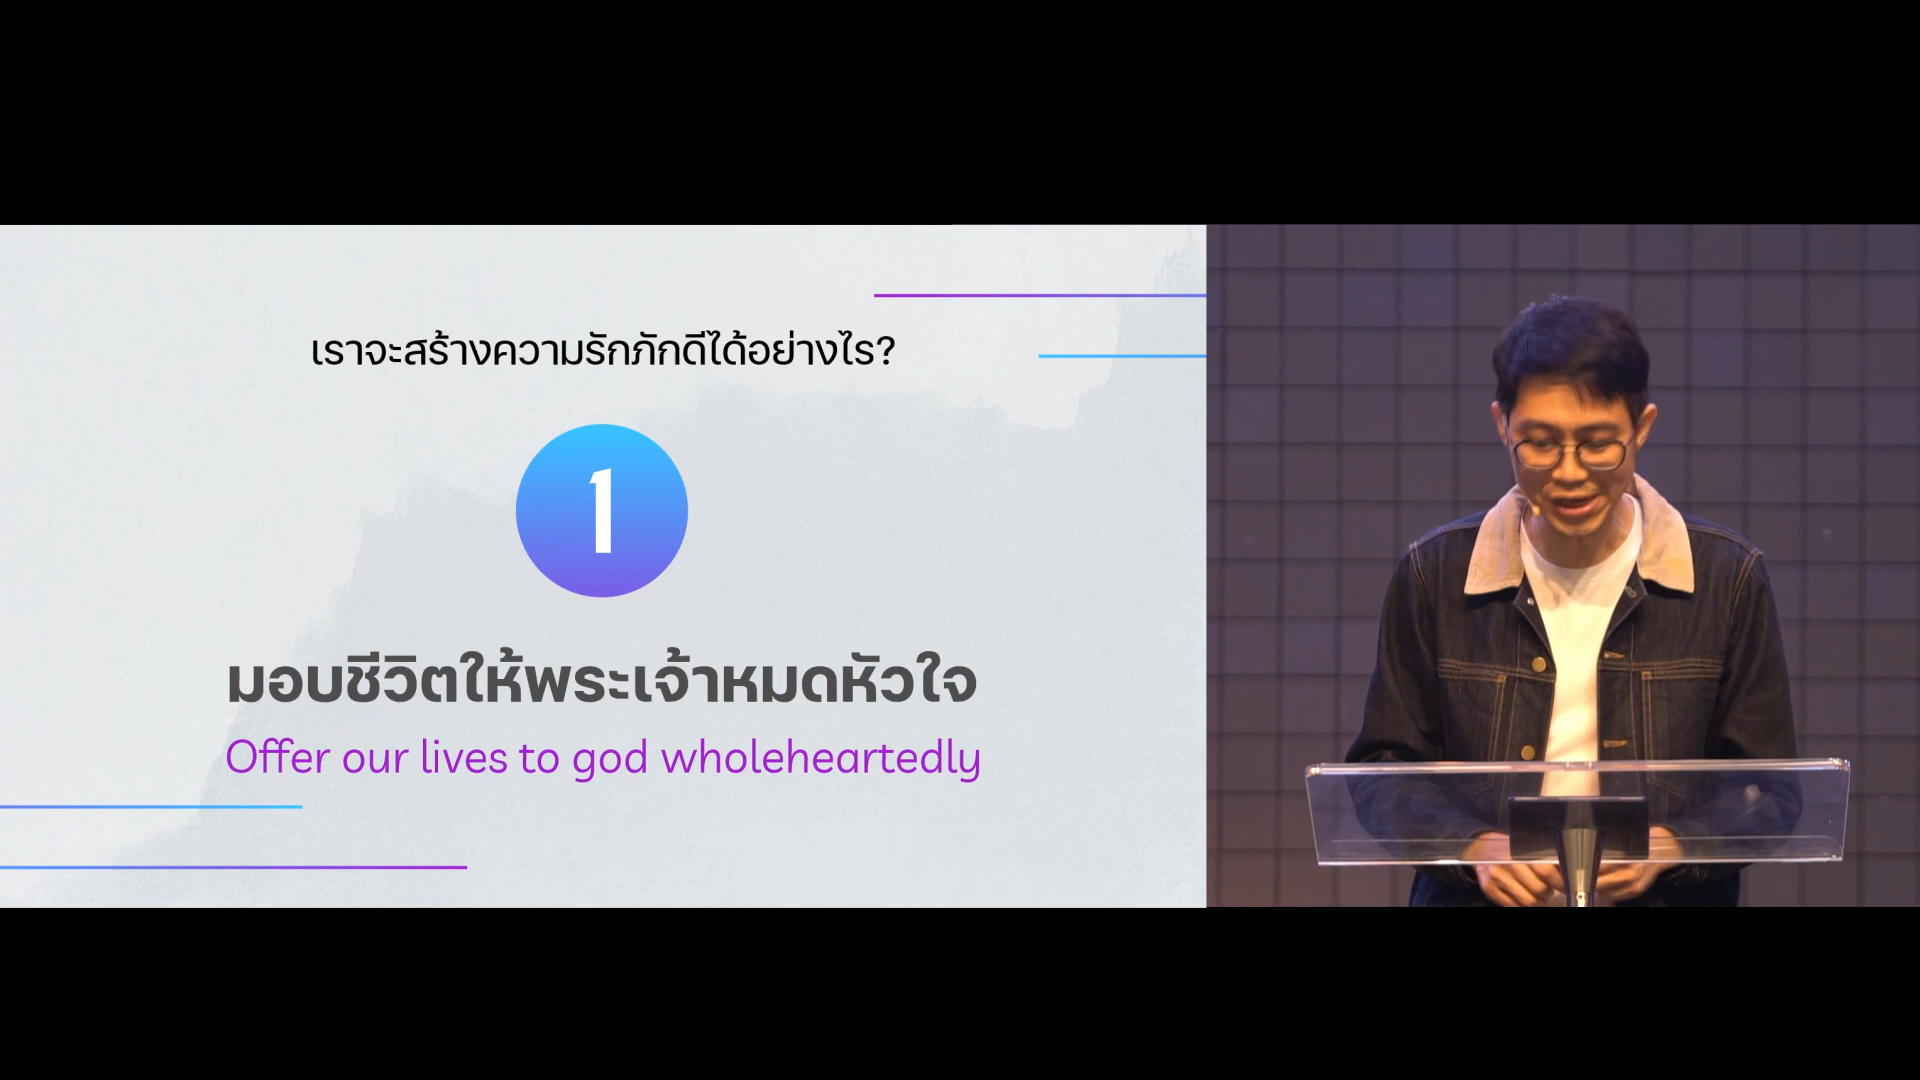 เราจะสร้างความรักภักดีได้อย่างไร?
1
มอบชีวิตให้พระเจ้าหมดหัวใจ
Offer our lives to god wholeheartedly